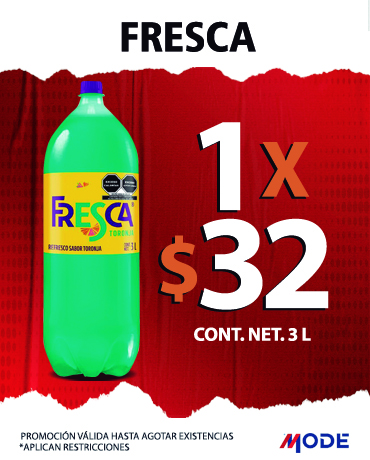 FRESCA
1 X
$32
CONT. NET. 3 L
FRESCA
TORONJA
REFRESCO SABOR TORONJA
3 L
PROMOCIÓN VÁLIDA HASTA AGOTAR EXISTENCIAS
*APLICAN RESTRICCIONES
MODE